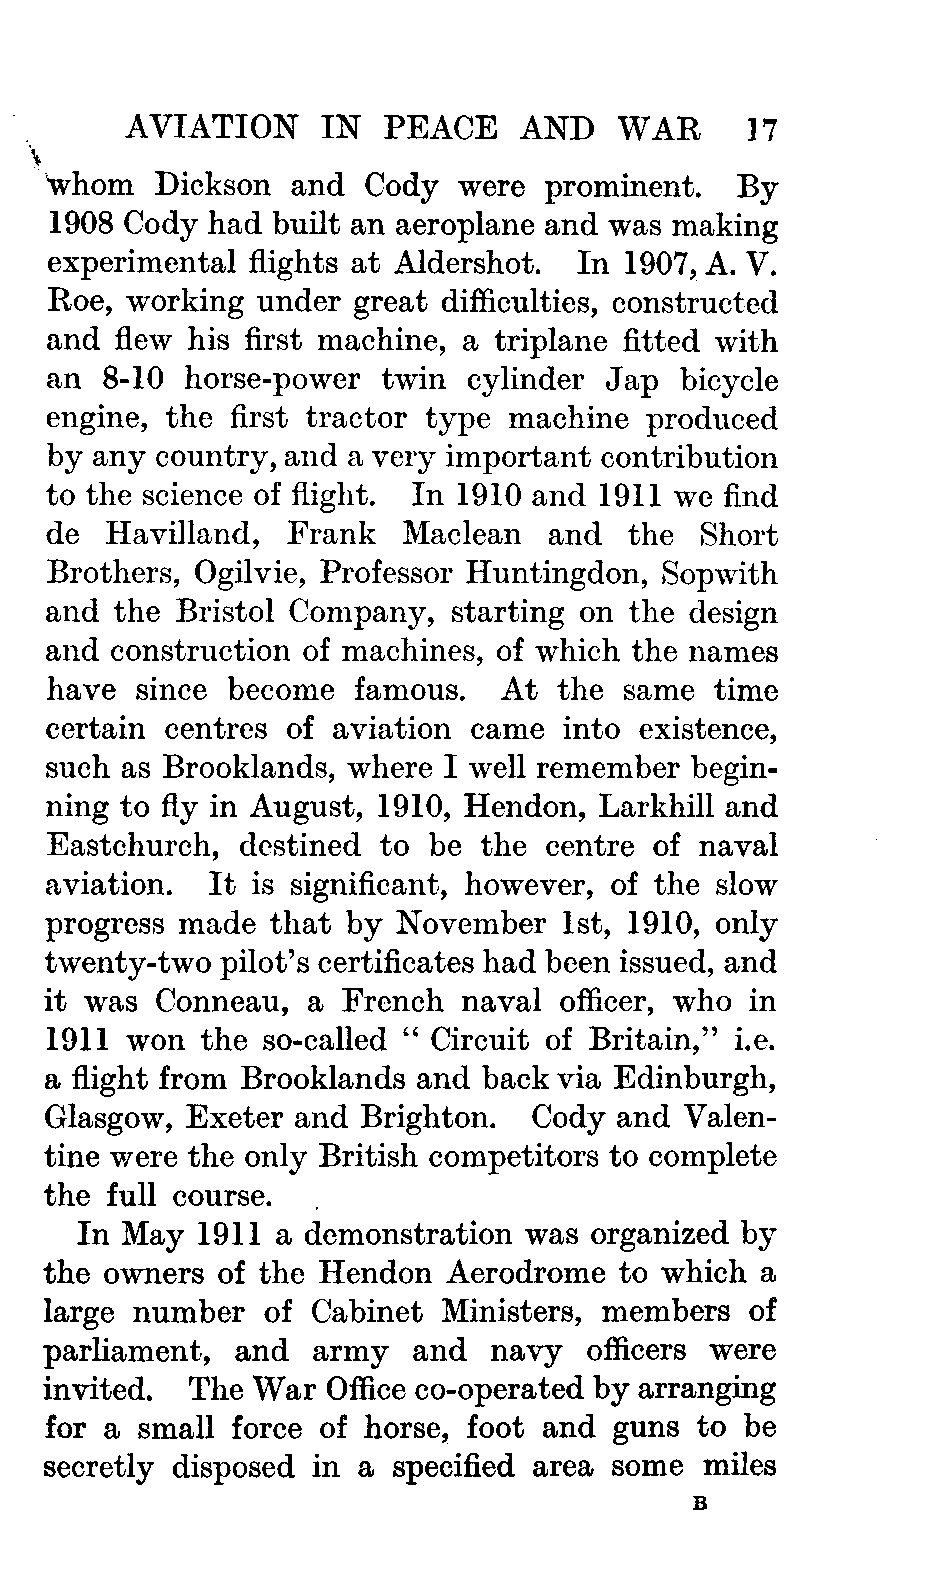 AVIATION IN PEACE AND WAR 17
whom Dickson and Cody were prominent. By
1908 Cody had built an aeroplane and was making
experimental flights at Aldershot. In 1907, A. V.
Roe, working under great difficulties, constructed
and flew his first machine, a triplane fitted with
an 8-10 horse-power twin cylinder Jap bicycle
engine, the first tractor type machine produced
by any country, and a very important contribution
to the science of flight. In 1910 and 1911 we find
de Havilland, Frank Maclean and the Short
Brothers, Ogilvie, Professor Huntingdon, Sopwith
and the Bristol Company, starting on the design
and construction of machines, of which the names
have since become famous. At the same time
certain centres of aviation came into existence,
such as Brooklands, where I well remember begin-
ning to fly in August, 1910, Hendon, Larkhill and
Eastchurch, destined to be the centre of naval
aviation. It is significant, however, of the slow
progress made that by November 1st, 1910, only
twenty-two pilot's certificates had been issued, and
it was Conneau, a French naval officer, who in
1911 won the so-called " Circuit of Britain," i.e.
a flight from Brooklands and back via Edinburgh,
Glasgow, Exeter and Brighton. Cody and Valen-
tine were the only British competitors to complete
the full course.
In May 1911 a demonstration was organized by
the owners of the Hendon Aerodrome to which a
large number of Cabinet Ministers, members of
parliament, and army and navy officers were
invited. The War Office co-operated by arranging
for a small force of horse, foot and guns to be
secretly disposed in a specified area some miles
B